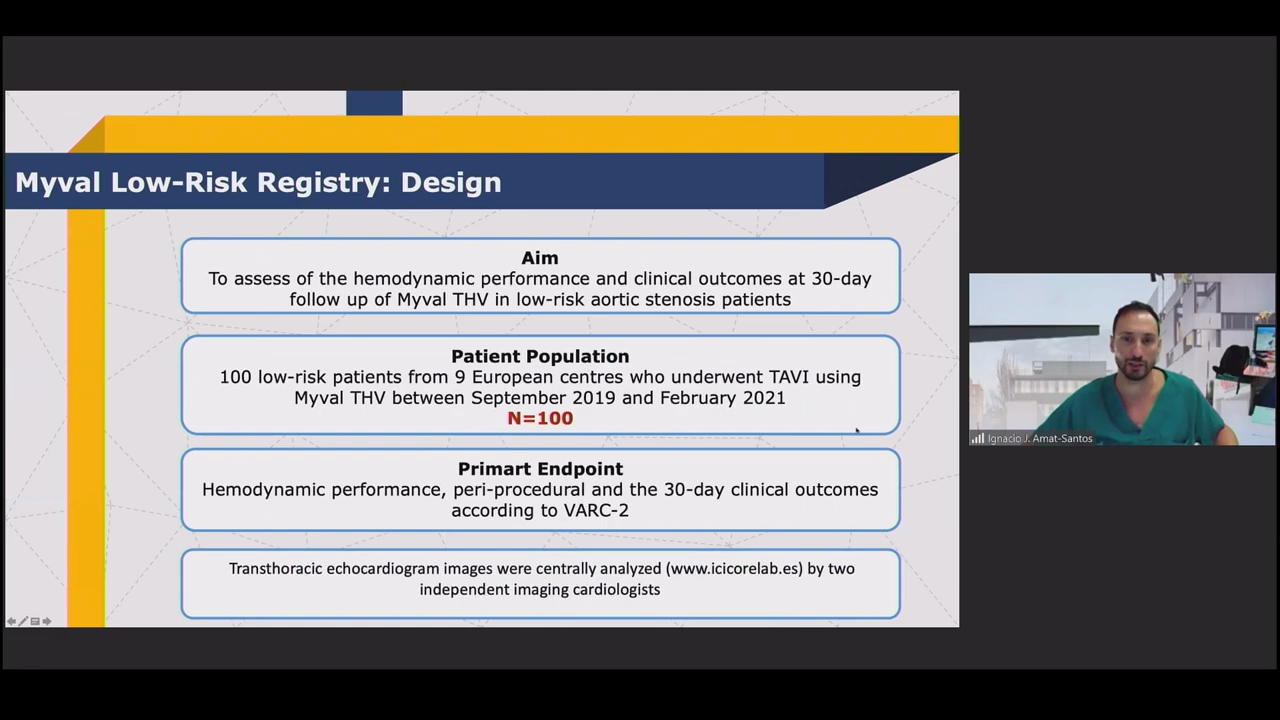 Myval Low-Risk Registry: Design
Aim
To assess of the hemodynamic performance and clinical outcomes at 30-day
follow up of Myval THV in low-risk aortic stenosis patients
Patient Population
100 low-risk patients from 9 European centres who underwent TAVI using
Myval THV between September 2019 and February 2021
N=100
Primart Endpoint
Hemodynamic performance, peri-procedural and the 30-day clinical outcomes
according to VARC-2
Transthoracic echocardiogram images were centrally analyzed (www.icicorelab.es) by two
independent imaging cardiologists
Ignacio J. Amat-Santos